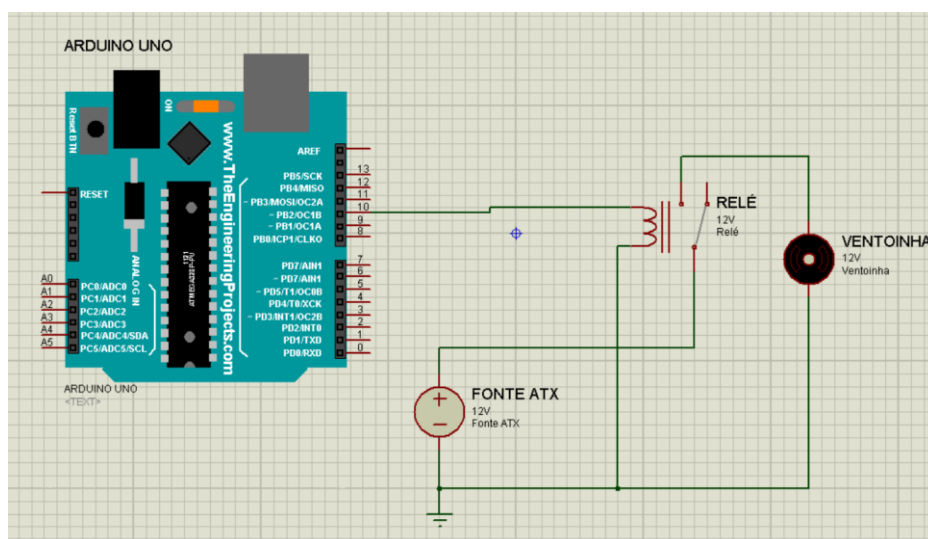 ARDUINO UNO
Reset BTN
ON
www.TheEngineeringProjects.com
RESET
ANALOG IN
AREF
PB5/SCK
PB4/MISO
~ PB3/MOSI/OC2A
~ PB2/OC1B
~ PB1/OC1A
PB0/ICP1/CLKO
13
12
11
10
9
8
PD7/AIN1
~ PD7/AIN1
~ PD5/T1/OC0B
PD4/T0/XCK
~ PD3/INT1/OC2B
PD2/INT0
PD1/TXD
PD0/RXD
7
6
5
4
3
2
1
0
A0
A1
A2
A3
A4
A5
PC0/ADC0
PC1/ADC1
PC2/ADC2
PC3/ADC3
PC4/ADC4/SDA
PC5/ADC5/SCL
ARDUINO UNO
<TEXT>
RELÉ
12V
Relé
VENTOINHA
12V
Ventoinha
FONTE ATX
12V
Fonte ATX